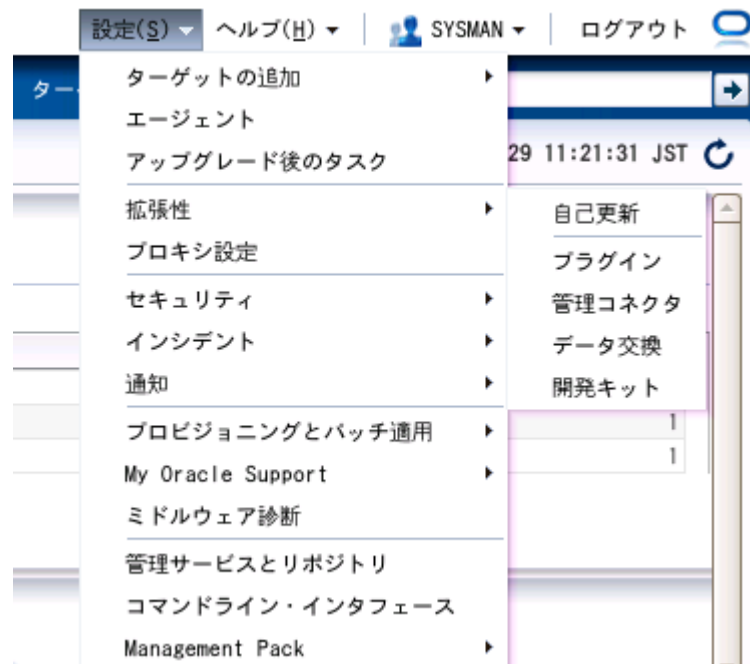 設定(S) ヘルプ(H) SYSMAN ログアウト
ター
ターゲットの追加
エージェント
アップグレード後のタスク
29 11:21:31 JST
拡張性
自己更新
プロキシ設定
プラグイン
セキュリティ
管理コネクタ
インシデント
データ交換
通知
開発キット
1
プロビジョニングとパッチ適用
1
My Oracle Support
ミドルウェア診断
管理サービスとリポジトリ
コマンドライン・インタフェース
Management Pack